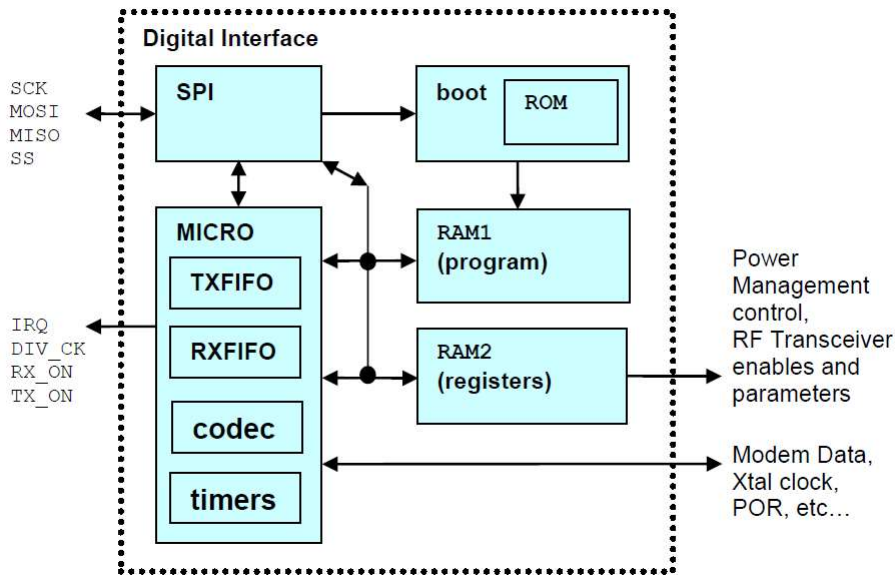 Digital Interface
SCK
MOSI
MISO
SS
SPI
boot
ROM
MICRO
TXFIFO
RXFIFO
codec
timers
RAM1
(program)
RAM2
(registers)
IRQ
DIV_CK
RX_ON
TX_ON
Power
Management
control,
RF Transceiver
enables and
parameters
Modem Data,
Xtal clock,
POR, etc…